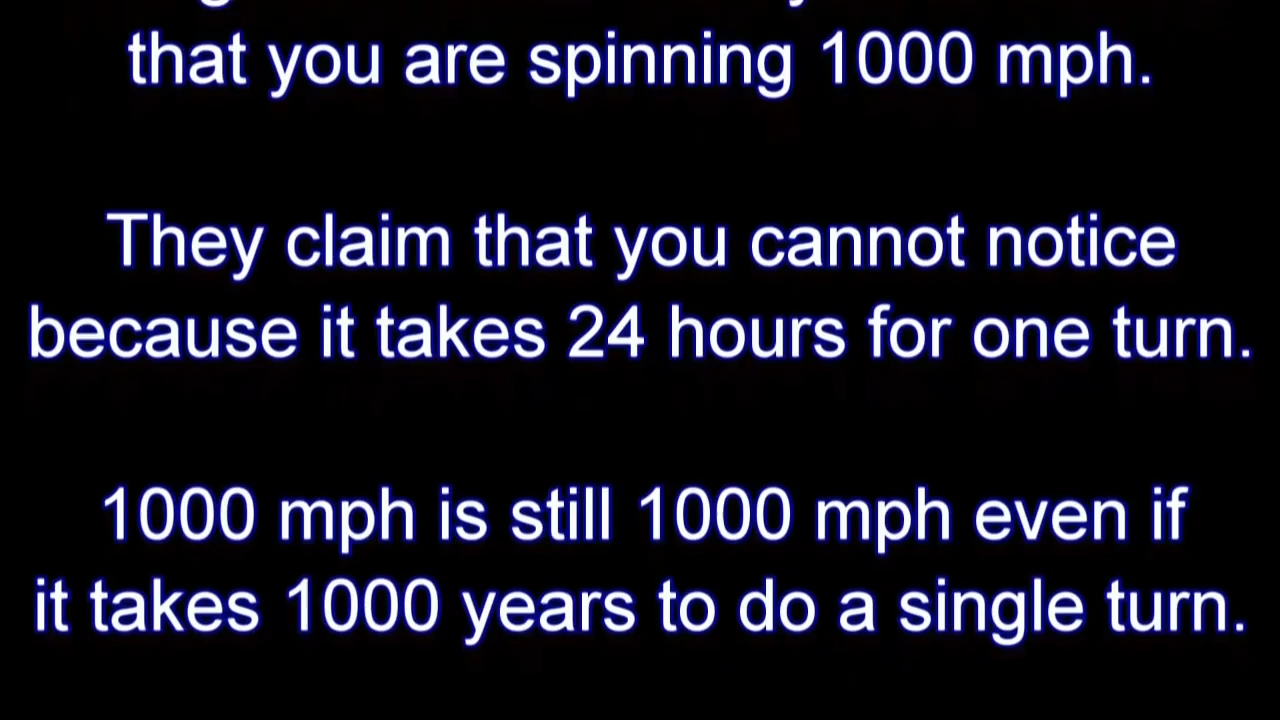 that you are spinning 1000 mph.
They claim that you cannot notice
because it takes 24 hours for one turn.
1000 mph is still 1000 mph even if
it takes 1000 years to do a single turn.